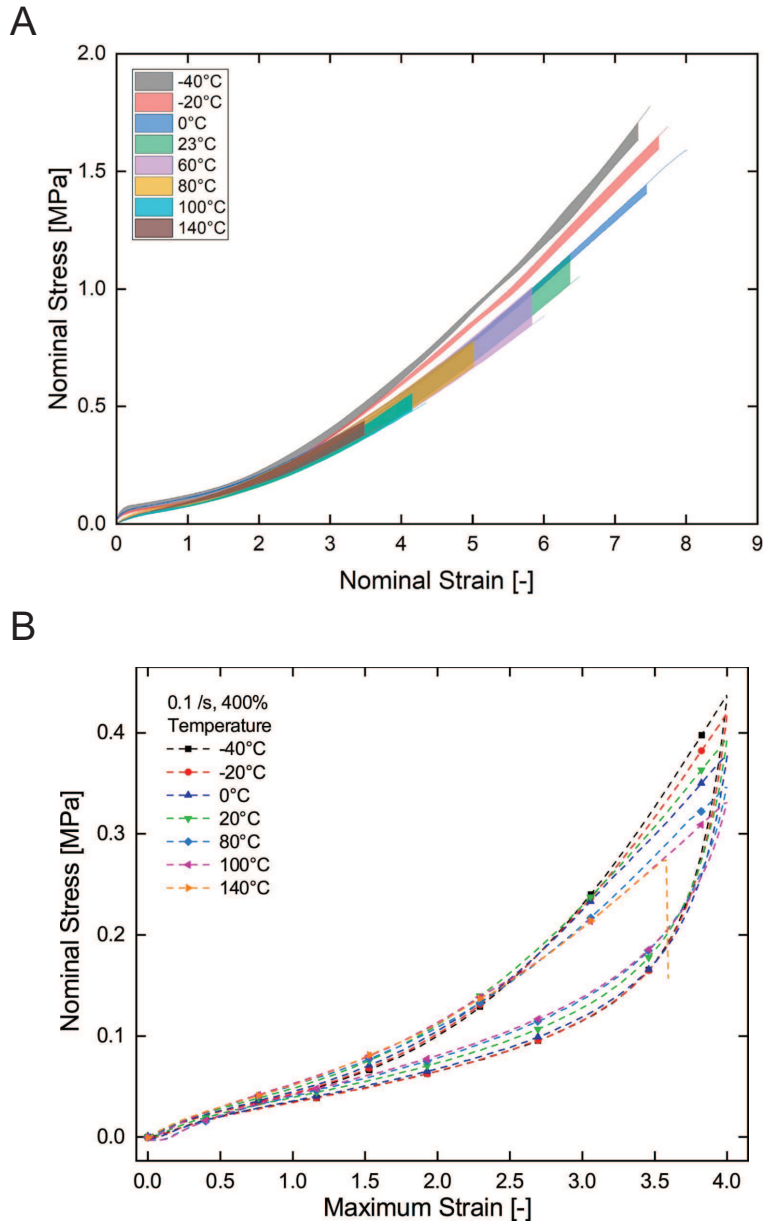 A
2.0
1.5
1.0
0.5
0.0
Nominal Stress [MPa]
-40°C
-20°C
0°C
23°C
60°C
80°C
100°C
140°C
0 1 2 3 4 5 6 7 8 9
Nominal Strain [-]
B
0.4
0.3
0.2
0.1
0.0
Nominal Stress [MPa]
0.1 /s, 400%
Temperature
-40°C
-20°C
0°C
20°C
80°C
100°C
140°C
0.0 0.5 1.0 1.5 2.0 2.5 3.0 3.5 4.0
Maximum Strain [-]